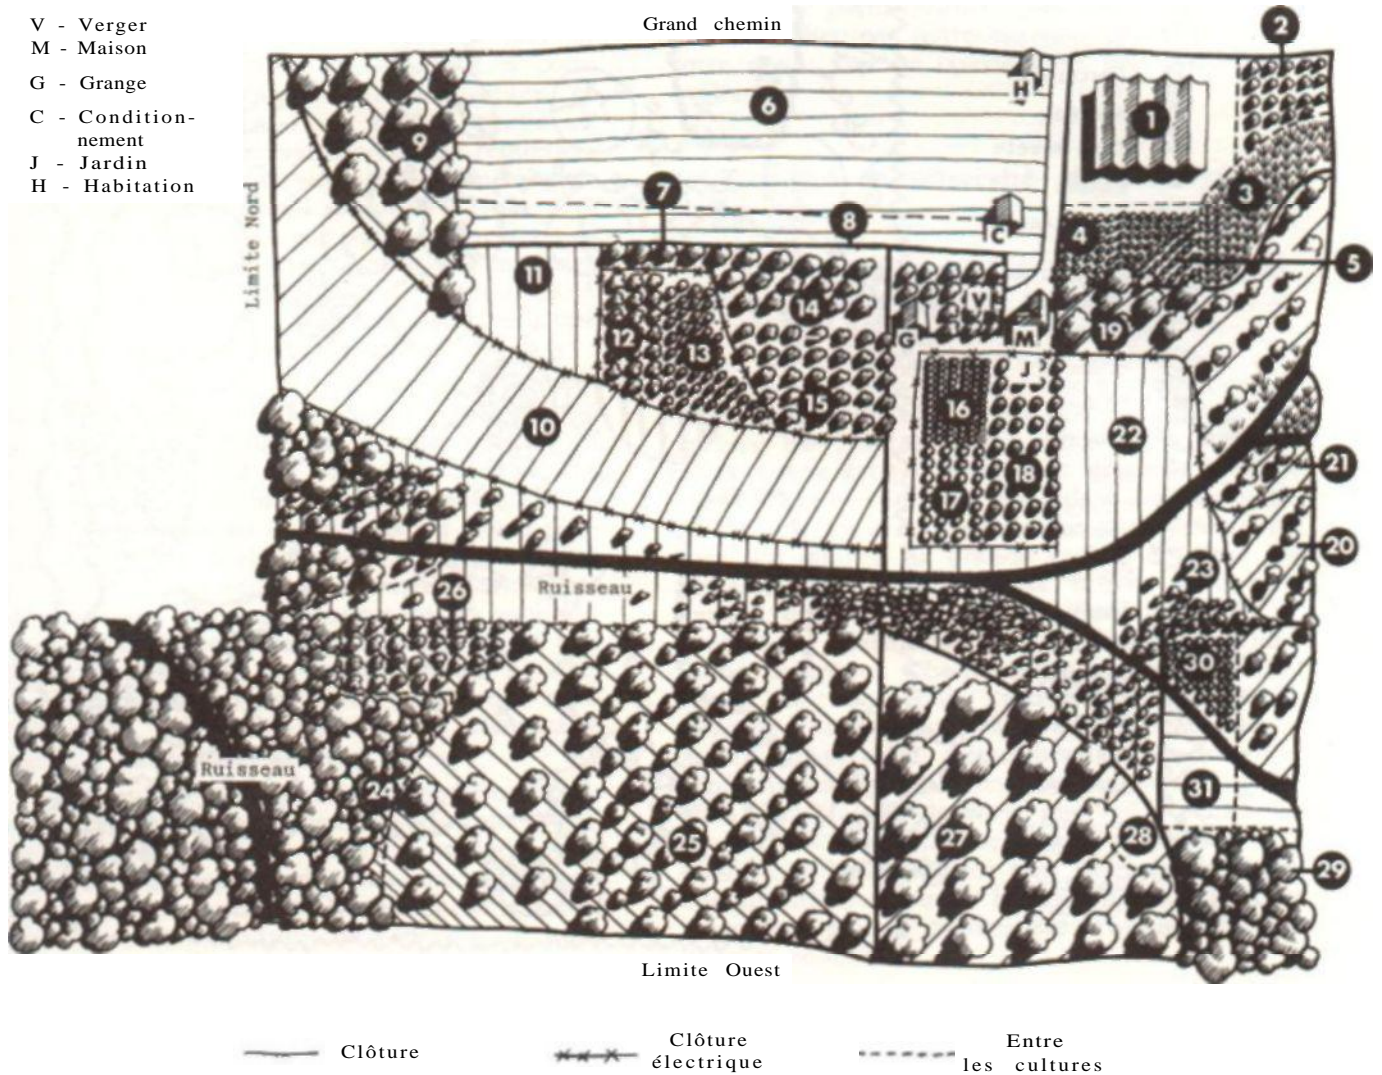 V - Verger
M - Maison
G - Grange
C - Condition-
nement
J - Jardin
H - Habitation
Grand chemin
2
H
6
1
9
7
3
8
C
4
5
11
V
14
12
G
M
19
13
J
15
16
10
22
18
21
17
20
23
Ruisseau
26
30
Ruisseau
24
31
25
27
28
29
Limite Nord
Limite Ouest
Clôture
Clôture
électrique
Entre
les cultures